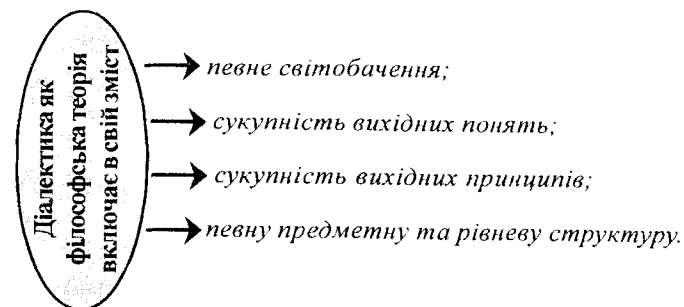 Діалектика як
філософська теорія
включає в свій зміст
певне світобачення;
сукупність вихідних понять;
сукупність вихідних принципів;
певну предметну та рівневу структуру.